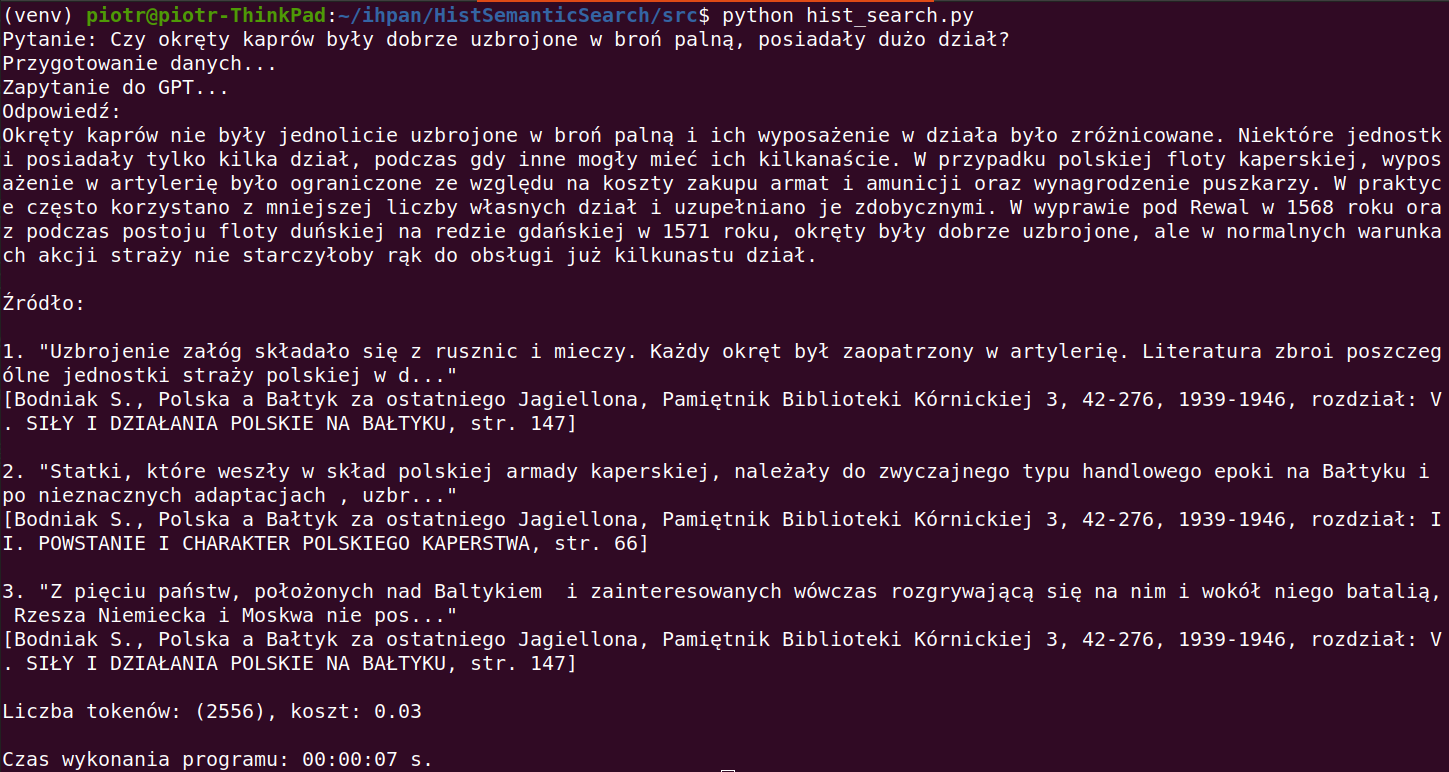 (venv) piotr@piotr-ThinkPad:~/ihpan/HistSemanticSearch/src$ python hist_search.py
Pytanie: Czy okręty kaprów były dobrze uzbrojone w broń palną, posiadały dużo dział?
Przygotowanie danych...
Zapytanie do GPT...
Odpowiedź:
Okręty kaprów nie były jednolicie uzbrojone w broń palną i ich wyposażenie w działa było zróżnicowane. Niektóre jednostk
i posiadały tylko kilka dział, podczas gdy inne mogły mieć ich kilkanaście. W przypadku polskiej floty kaperskiej, wypos
ażenie w artylerię było ograniczone ze względu na koszty zakupu armat i amunicji oraz wynagrodzenie puszkarzy. W praktyc
e często korzystano z mniejszej liczby własnych dział i uzupełniano je zdobycznymi. W wyprawie pod Rewal w 1568 roku ora
z podczas postoju floty duńskiej na redzie gdańskiej w 1571 roku, okręty były dobrze uzbrojone, ale w normalnych warunka
ch akcji straży nie starczyłoby rąk do obsługi już kilkunastu dział.
Źródło:
1. "Uzbrojenie załóg składało się z rusznic i mieczy. Każdy okręt był zaopatrzony w artylerię. Literatura zbroi poszczeg
ólne jednostki straży polskiej w d..."
[Bodniak S., Polska a Bałtyk za ostatniego Jagiellona, Pamiętnik Biblioteki Kórnickiej 3, 42-276, 1939-1946, rozdział: V
. SIŁY I DZIAŁANIA POLSKIE NA BAŁTYKU, str. 147]
2. "Statki, które weszły w skład polskiej armady kaperskiej, należały do zwyczajnego typu handlowego epoki na Bałtyku i
po nieznacznych adaptacjach , uzbr..."
[Bodniak S., Polska a Bałtyk za ostatniego Jagiellona, Pamiętnik Biblioteki Kórnickiej 3, 42-276, 1939-1946, rozdział: I
I. POWSTANIE I CHARAKTER POLSKIEGO KAPERSTWA, str. 66]
3. "Z pięciu państw, położonych nad Baltykiem  i zainteresowanych wówczas rozgrywającą się na nim i wokół niego batalią,
 Rzesza Niemiecka i Moskwa nie pos..."
[Bodniak S., Polska a Bałtyk za ostatniego Jagiellona, Pamiętnik Biblioteki Kórnickiej 3, 42-276, 1939-1946, rozdział: V
. SIŁY I DZIAŁANIA POLSKIE NA BAŁTYKU, str. 147]
Liczba tokenów: (2556), koszt: 0.03
Czas wykonania programu: 00:00:07 s.